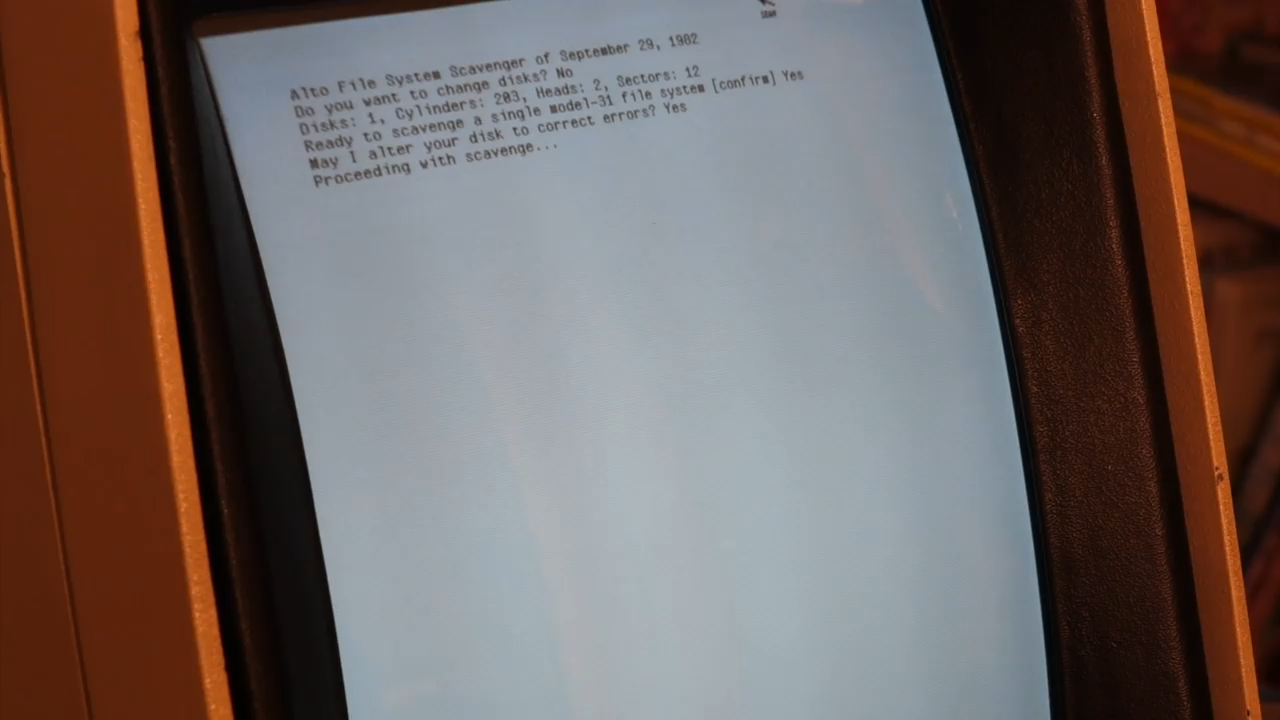 Alto File System Scavenger of September 29, 1982
Do you want to change disks? No
Disks: 1, Cylinders: 203, Heads: 2, Sectors: 12
Ready to scavenge a single model-31 file system [confirm] Yes
May I alter your disk to correct errors? Yes
Proceeding with scavenge...